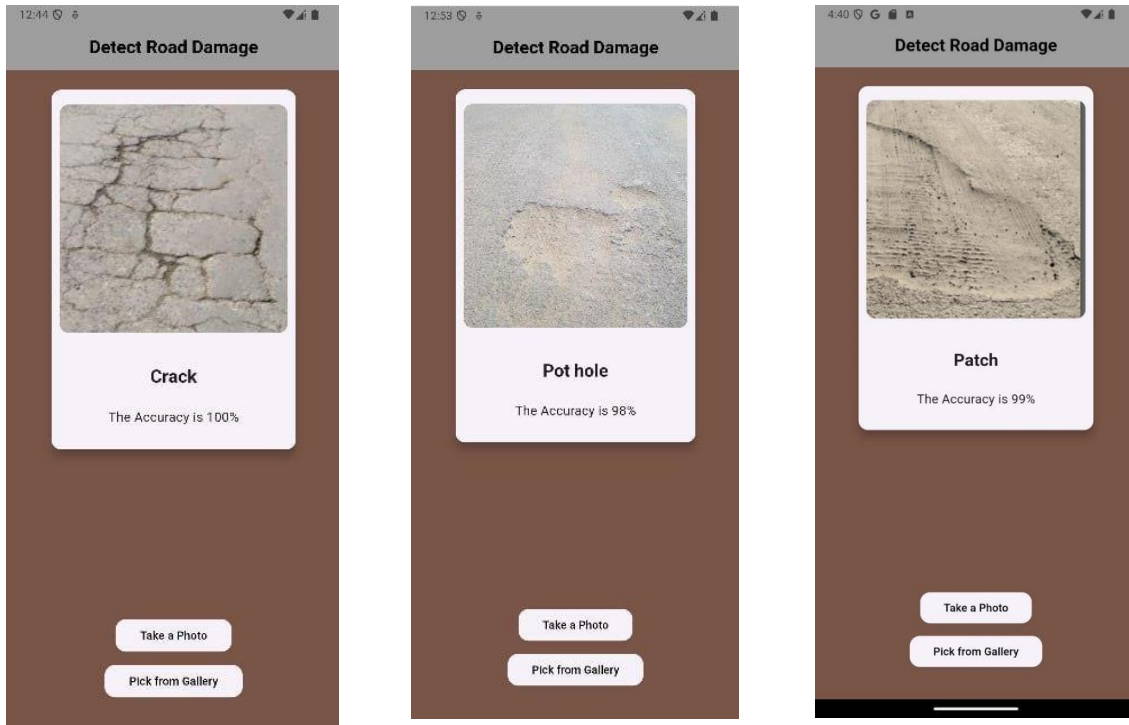 12:44
Detect Road Damage
Crack
The Accuracy is 100%
Take a Photo
Pick from Gallery
12:53
Detect Road Damage
Pot hole
The Accuracy is 98%
Take a Photo
Pick from Gallery
4:40 G
Detect Road Damage
Patch
The Accuracy is 99%
Take a Photo
Pick from Gallery